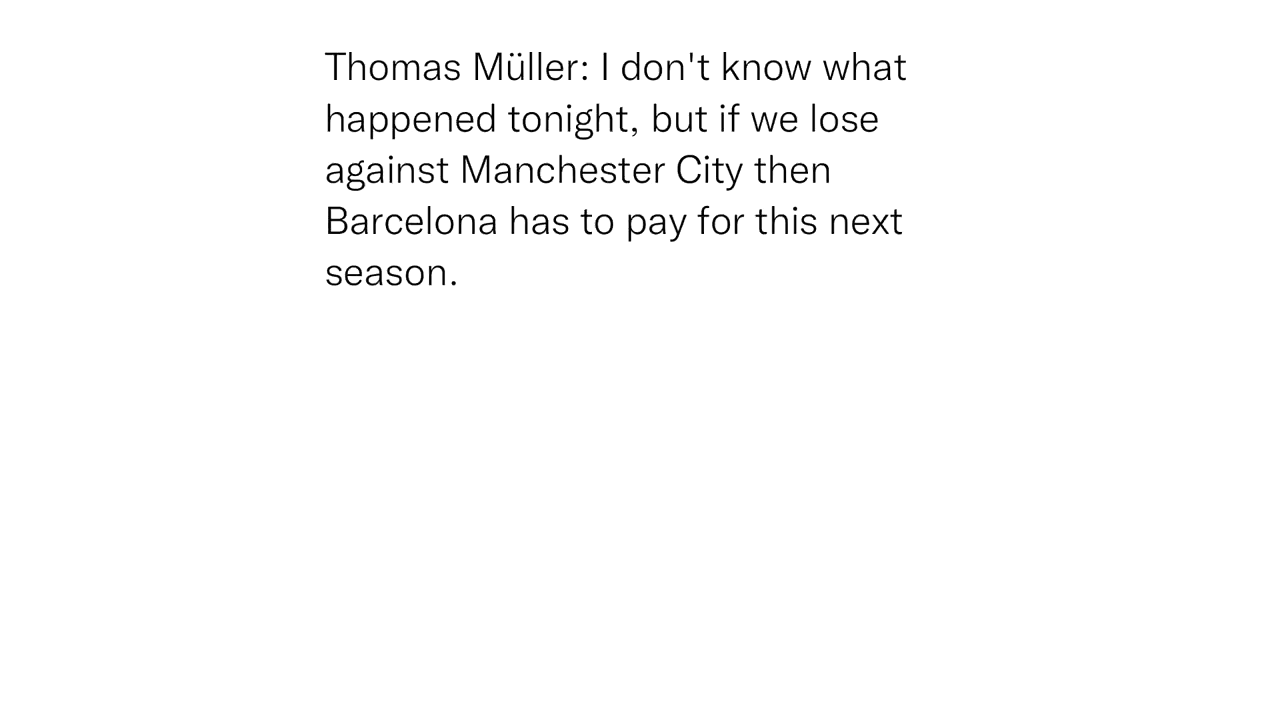 Thomas Müller: I don't know what
happened tonight, but if we lose
against Manchester City then
Barcelona has to pay for this next
season.